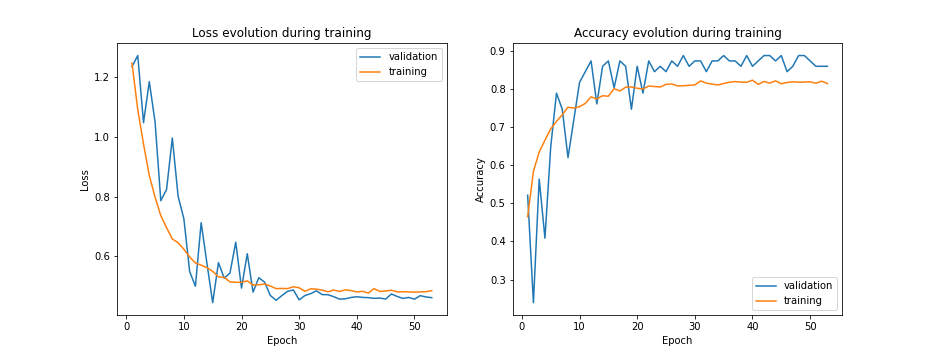 Loss evolution during training
validation
training
1.2
1.0
0.8
0.6
Loss
0 10 20 30 40 50
Epoch
Accuracy evolution during training
0.9
0.8
0.7
0.6
0.5
0.4
0.3
Accuracy
validation
training
0 10 20 30 40 50
Epoch